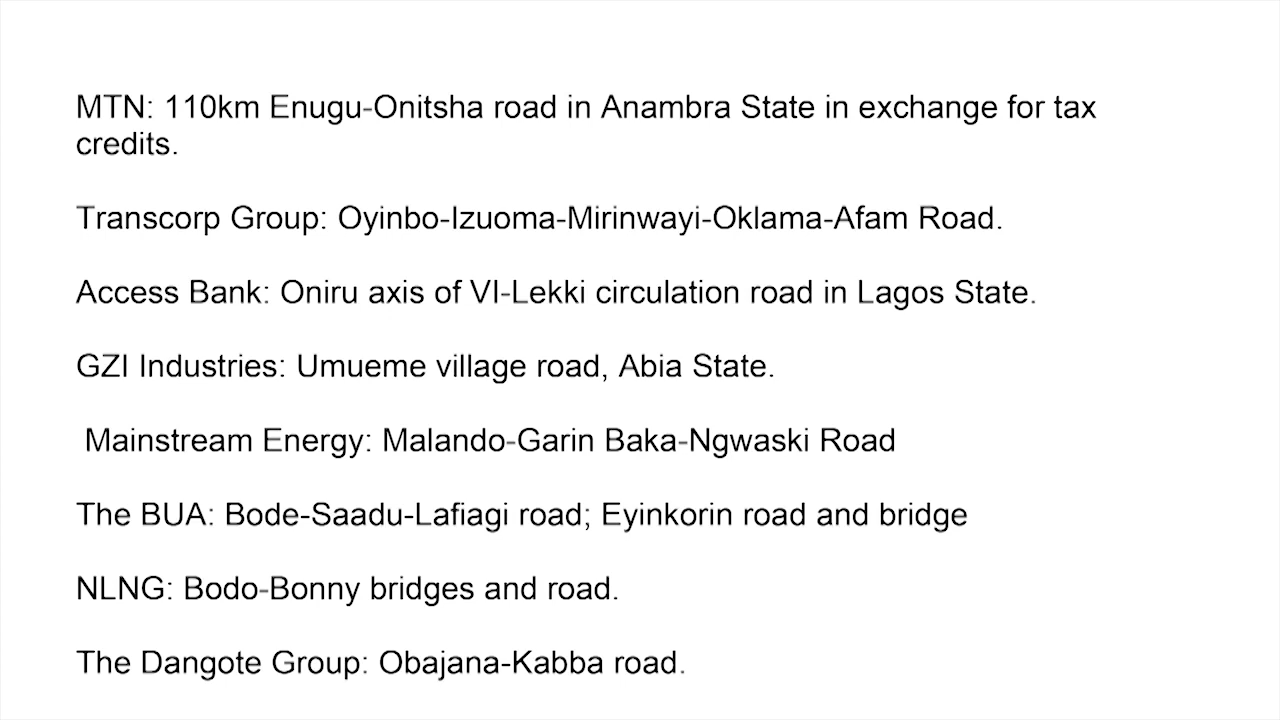 MTN: 110km Enugu-Onitsha road in Anambra State in exchange for tax
credits.
Transcorp Group: Oyinbo-Izuoma-Mirinwayi-Oklama-Afam Road.
Access Bank: Oniru axis of VI-Lekki circulation road in Lagos State.
GZI Industries: Umueme village road, Abia State.
Mainstream Energy: Malando-Garin Baka-Ngwaski Road
The BUA: Bode-Saadu-Lafiagi road; Eyinkorin road and bridge
NLNG: Bodo-Bonny bridges and road.
The Dangote Group: Obajana-Kabba road.